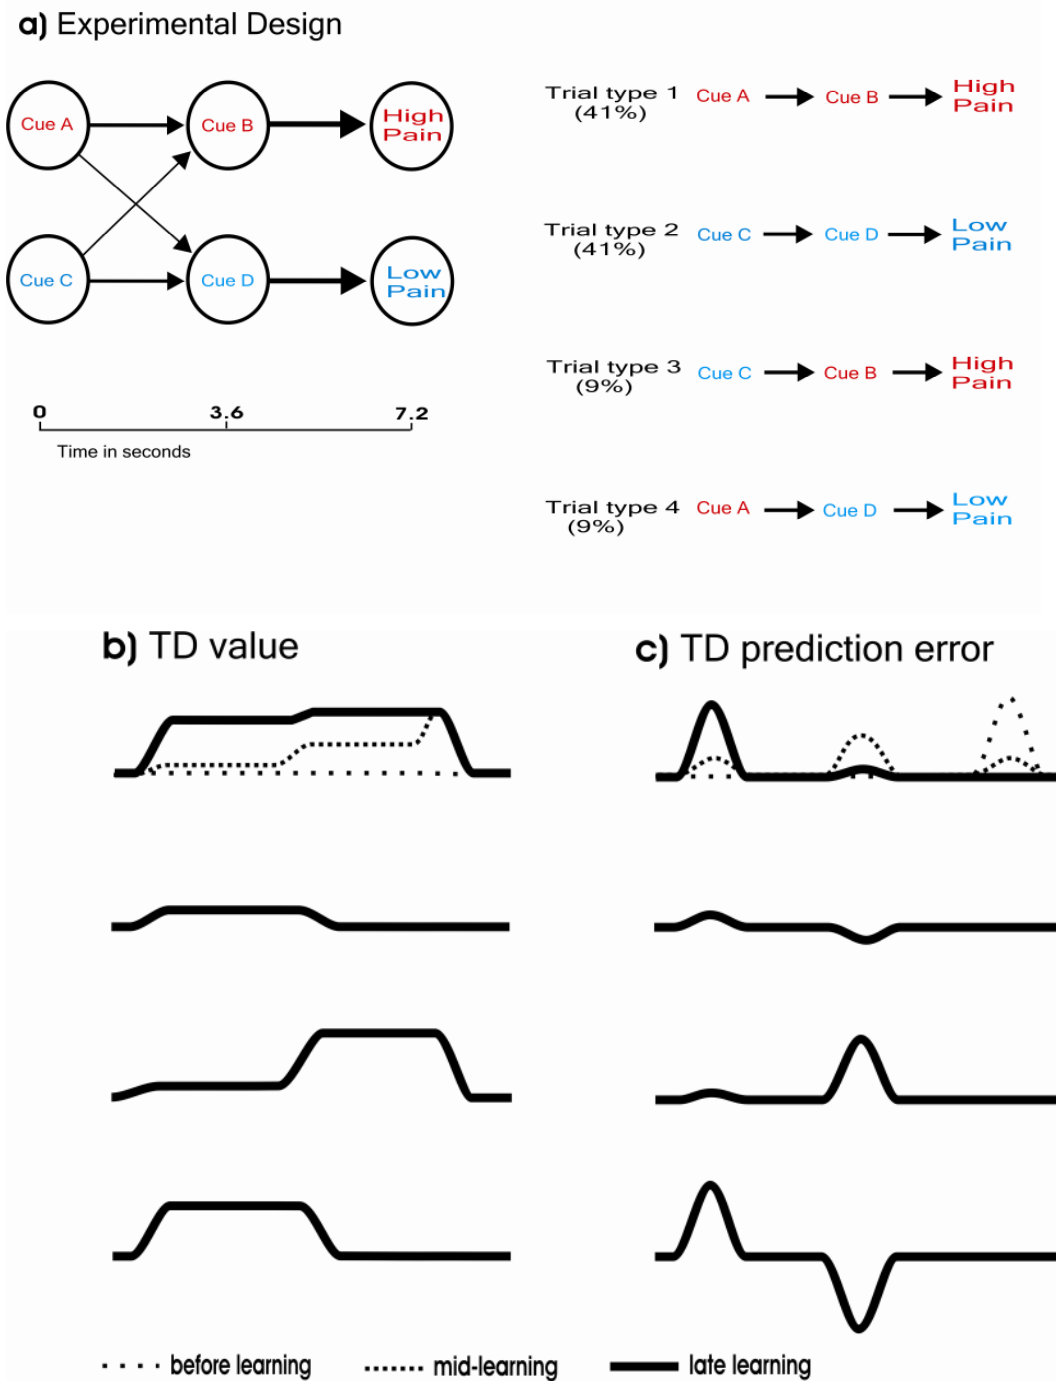 a) Experimental Design
Cue A
Cue B
High
Pain
Cue C
Cue D
Low
Pain
0
3.6
7.2
Time in seconds
Trial type 1
(41%)
Cue A
Cue B
High
Pain
Trial type 2
(41%)
Cue C
Cue D
Low
Pain
Trial type 3
(9%)
Cue C
Cue B
High
Pain
Trial type 4
(9%)
Cue A
Cue D
Low
Pain
b) TD value
c) TD prediction error
before learning
mid-learning
late learning